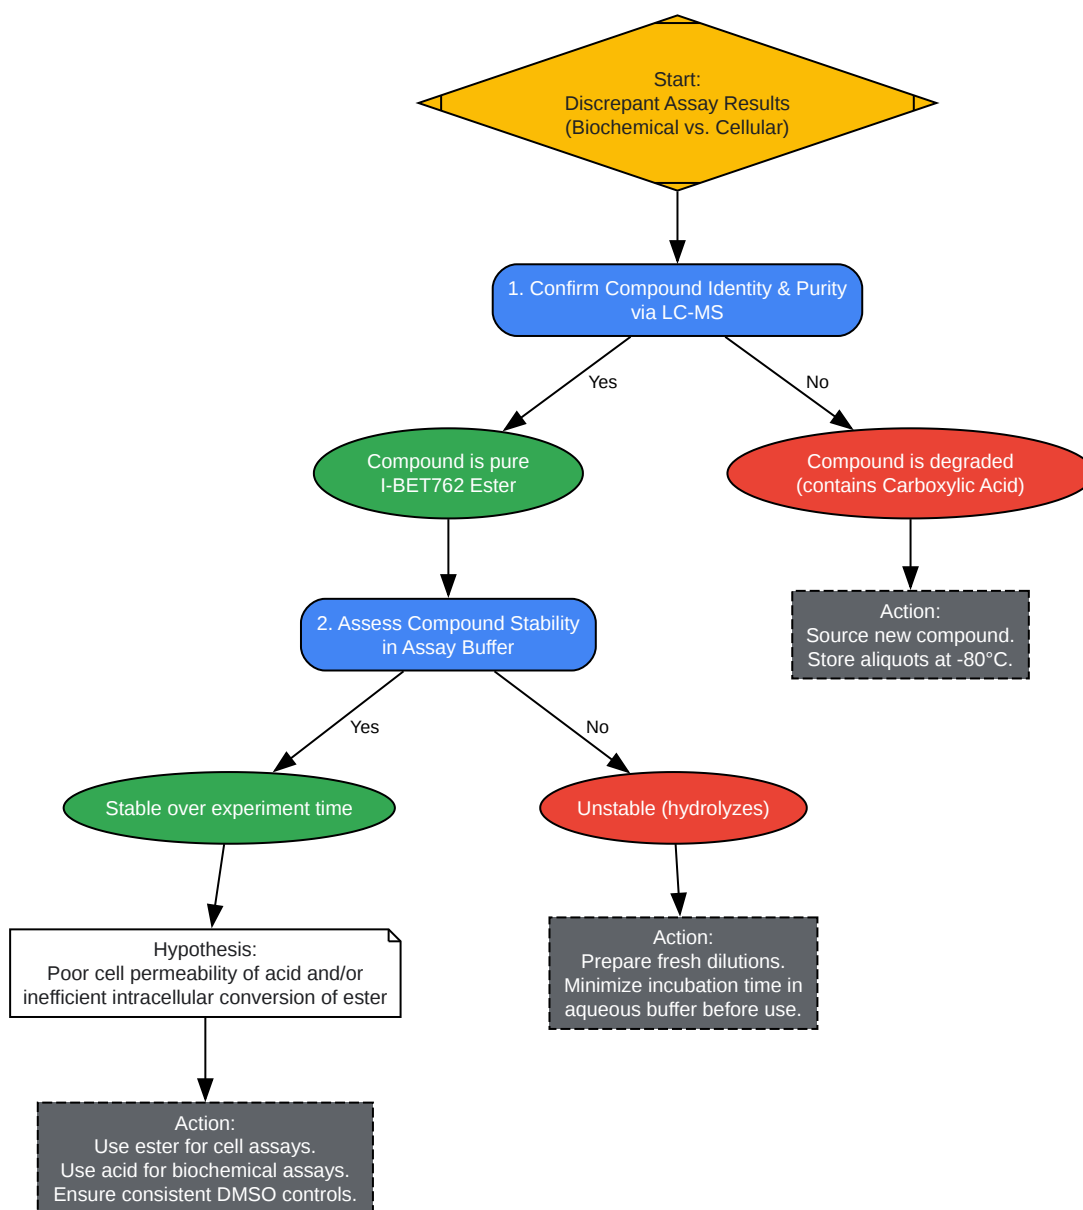 Start:
Discrepant Assay Results
(Biochemical vs. Cellular)
1. Confirm Compound Identity & Purity
via LC-MS
Yes
No
Compound is pure
I-BET762 Ester
Compound is degraded
(contains Carboxylic Acid)
2. Assess Compound Stability
in Assay Buffer
Action:
Source new compound.
Store aliquots at -80°C.
Yes
No
Stable over experiment time
Unstable (hydrolyzes)
Hypothesis:
Poor cell permeability of acid and/or
inefficient intracellular conversion of ester
Action:
Prepare fresh dilutions.
Minimize incubation time in
aqueous buffer before use.
Action:
Use ester for cell assays.
Use acid for biochemical assays.
Ensure consistent DMSO controls.